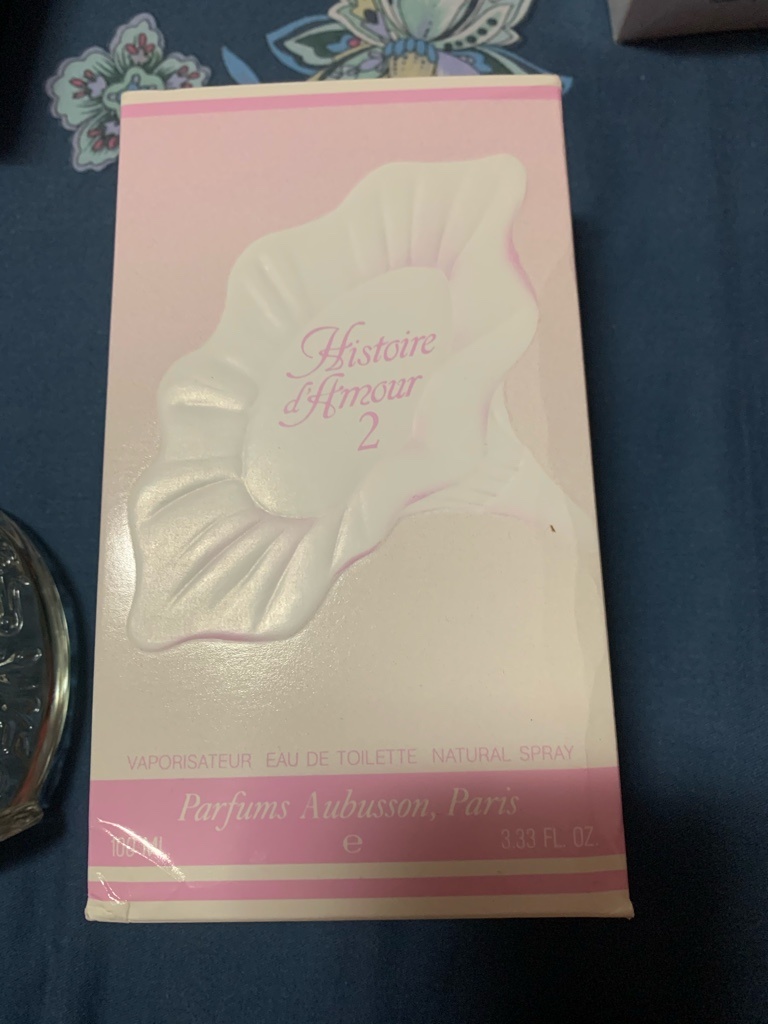 Histoire
d'Amour
2
VAPORISATEUR EAU DE TOILETTE NATURAL SPRAY
Parfums Aubusson, Paris
100 ML e 3.33 FL. OZ.